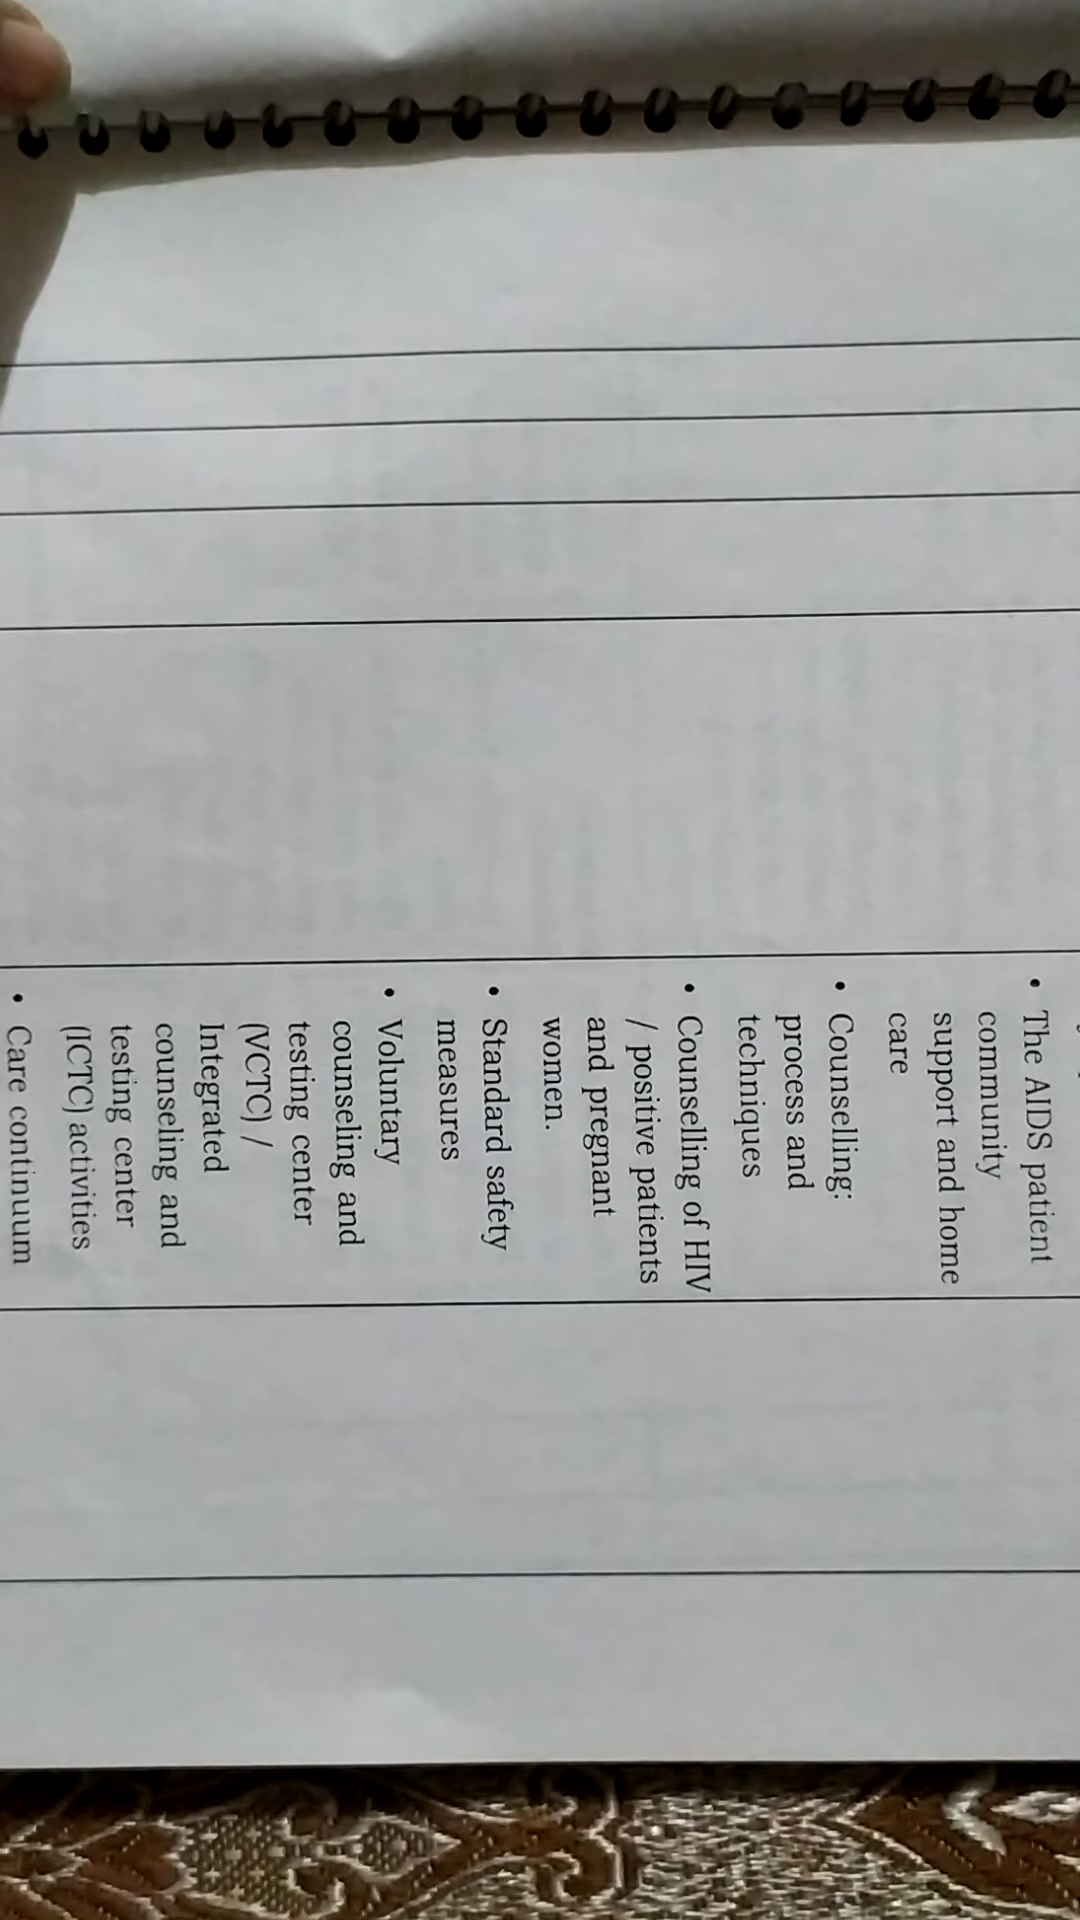 • The AIDS patient
community
support and home
care
• Counselling:
process and
techniques
• Counselling of HIV
/ positive patients
and pregnant
women.
• Standard safety
measures
• Voluntary
counseling and
testing center
(VCTC) /
Integrated
counseling and
testing center
(ICTC) activities
• Care continuum